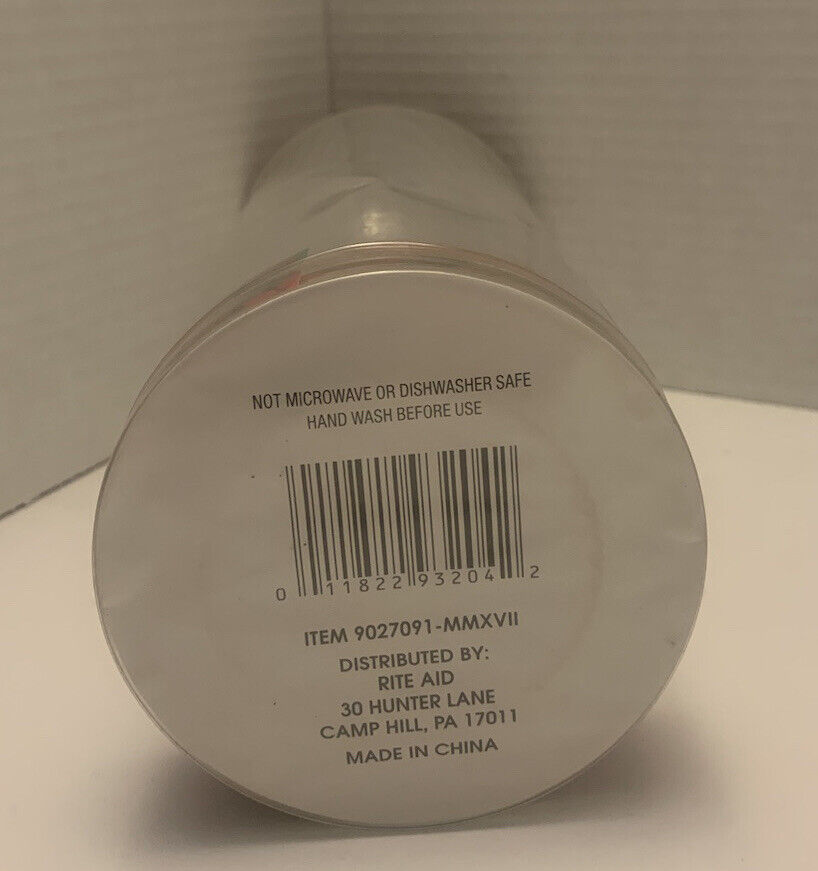 NOT MICROWAVE OR DISHWASHER SAFE
HAND WASH BEFORE USE
0 11822 93204 2
ITEM 9027091-MMXVII
DISTRIBUTED BY:
RITE AID
30 HUNTER LANE
CAMP HILL, PA 17011
MADE IN CHINA